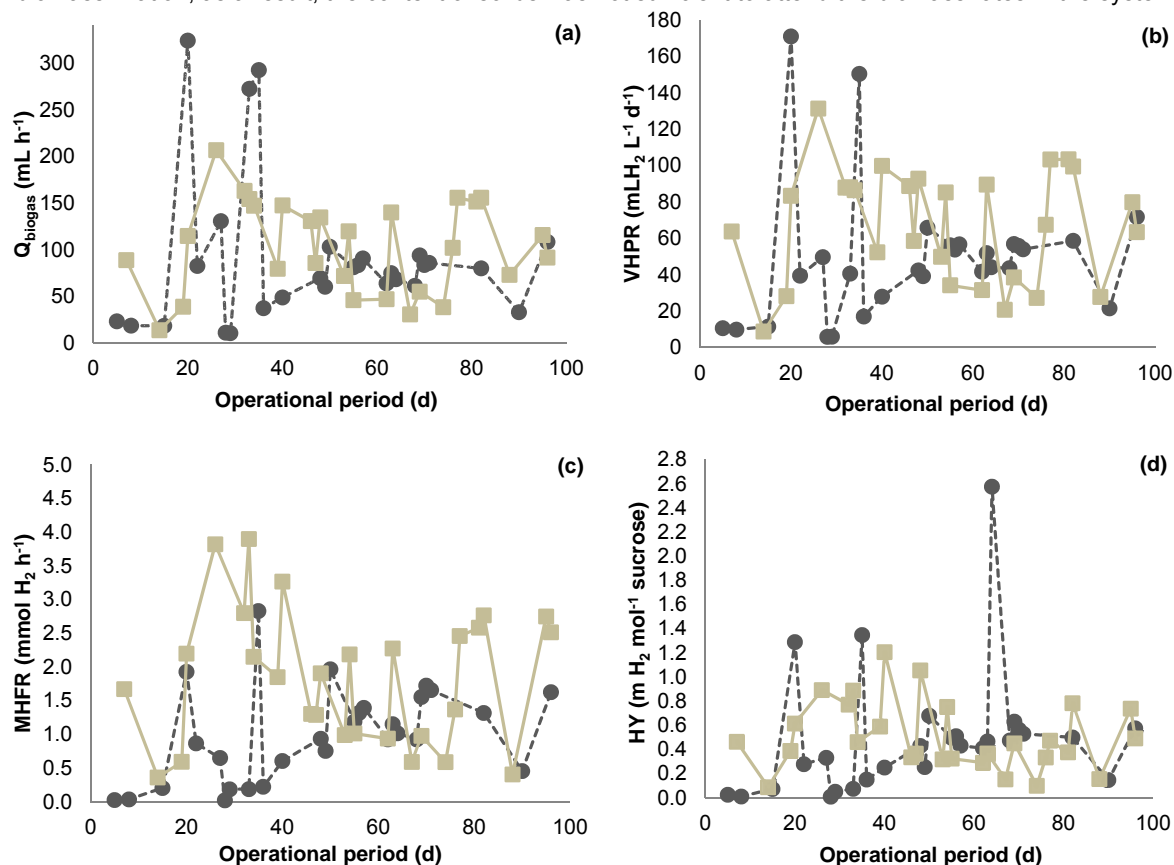 (a)
300
250
200
150
100
50
0
Q_biogas (mL h⁻¹)
0 20 40 60 80 100
Operational period (d)
(b)
180
160
140
120
100
80
60
40
20
0
VHPR (mLH₂ L⁻¹ d⁻¹)
0 20 40 60 80 100
Operational period (d)
(c)
5.0
4.5
4.0
3.5
3.0
2.5
2.0
1.5
1.0
0.5
0.0
MHFR (mmol H₂ h⁻¹)
0 20 40 60 80 100
Operational period (d)
(d)
2.8
2.6
2.4
2.2
2.0
1.8
1.6
1.4
1.2
1.0
0.8
0.6
0.4
0.2
0.0
HY (m H₂ mol⁻¹ sucrose)
0 20 40 60 80 100
Operational period (d)